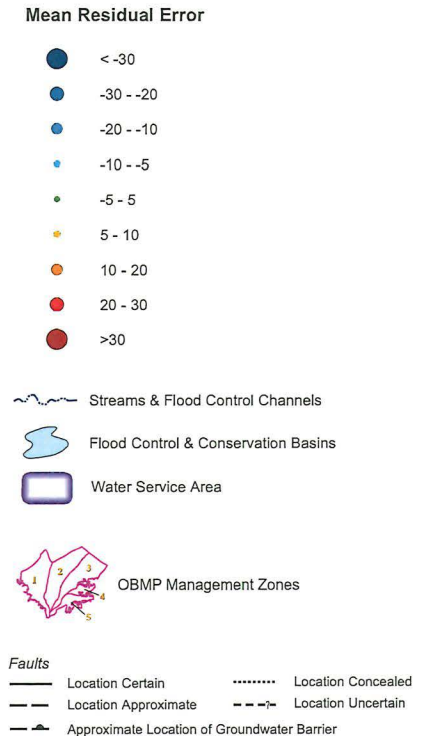 Mean Residual Error
< -30
-30 - -20
-20 - -10
-10 - -5
-5 - 5
5 - 10
10 - 20
20 - 30
>30
Streams & Flood Control Channels
Flood Control & Conservation Basins
Water Service Area
1 2 3 4 5
OBMP Management Zones
Faults
Location Certain
Location Concealed
Location Approximate
? Location Uncertain
Approximate Location of Groundwater Barrier